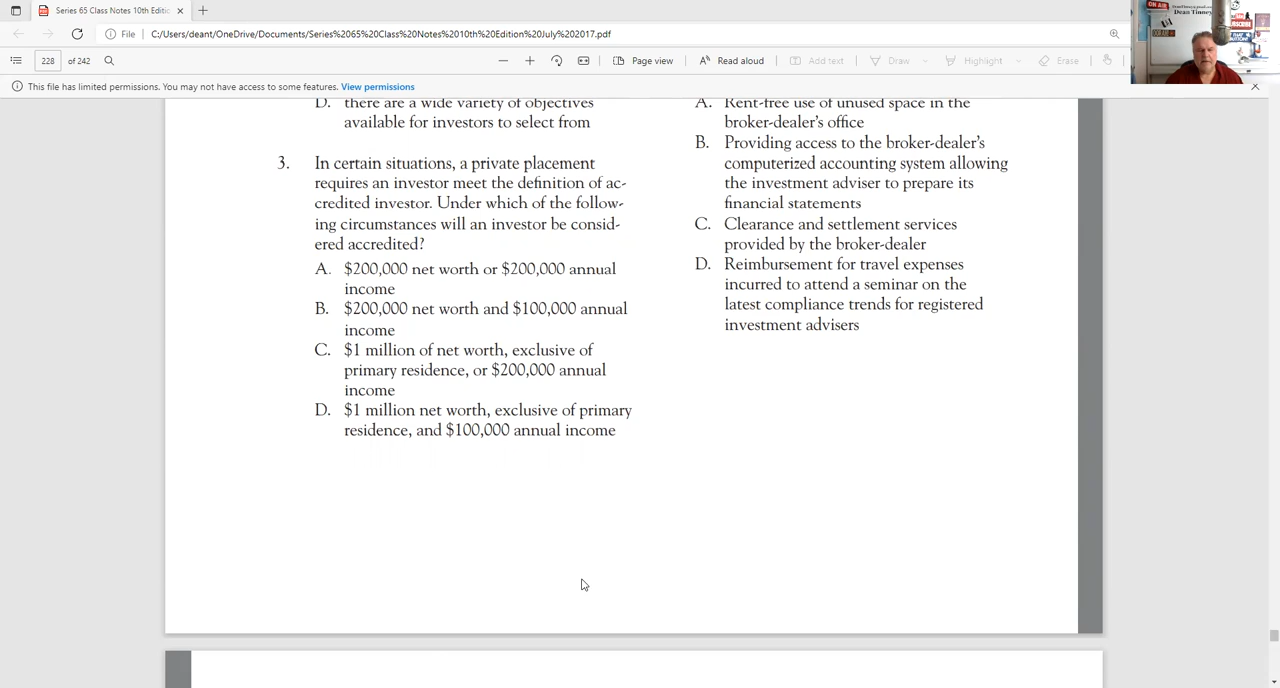 Series 65 Class Notes 10th Editic
File
C:/Users/deant/OneDrive/Documents/Series%2065%20Class%20Notes%2010th%20Edition%20July%202017.pdf
228 of 242
Page view
Read aloud
Add text
Draw
Highlight
Erase
This file has limited permissions. You may not have access to some features. View permissions
ON AIR
Dean Tinney
D. there are a wide variety of objectives
available for investors to select from
3. In certain situations, a private placement
requires an investor meet the definition of ac-
credited investor. Under which of the follow-
ing circumstances will an investor be consid-
ered accredited?
A. $200,000 net worth or $200,000 annual
income
B. $200,000 net worth and $100,000 annual
income
C. $1 million of net worth, exclusive of
primary residence, or $200,000 annual
income
D. $1 million net worth, exclusive of primary
residence, and $100,000 annual income
A. Rent-free use of unused space in the
broker-dealer's office
B. Providing access to the broker-dealer's
computerized accounting system allowing
the investment adviser to prepare its
financial statements
C. Clearance and settlement services
provided by the broker-dealer
D. Reimbursement for travel expenses
incurred to attend a seminar on the
latest compliance trends for registered
investment advisers